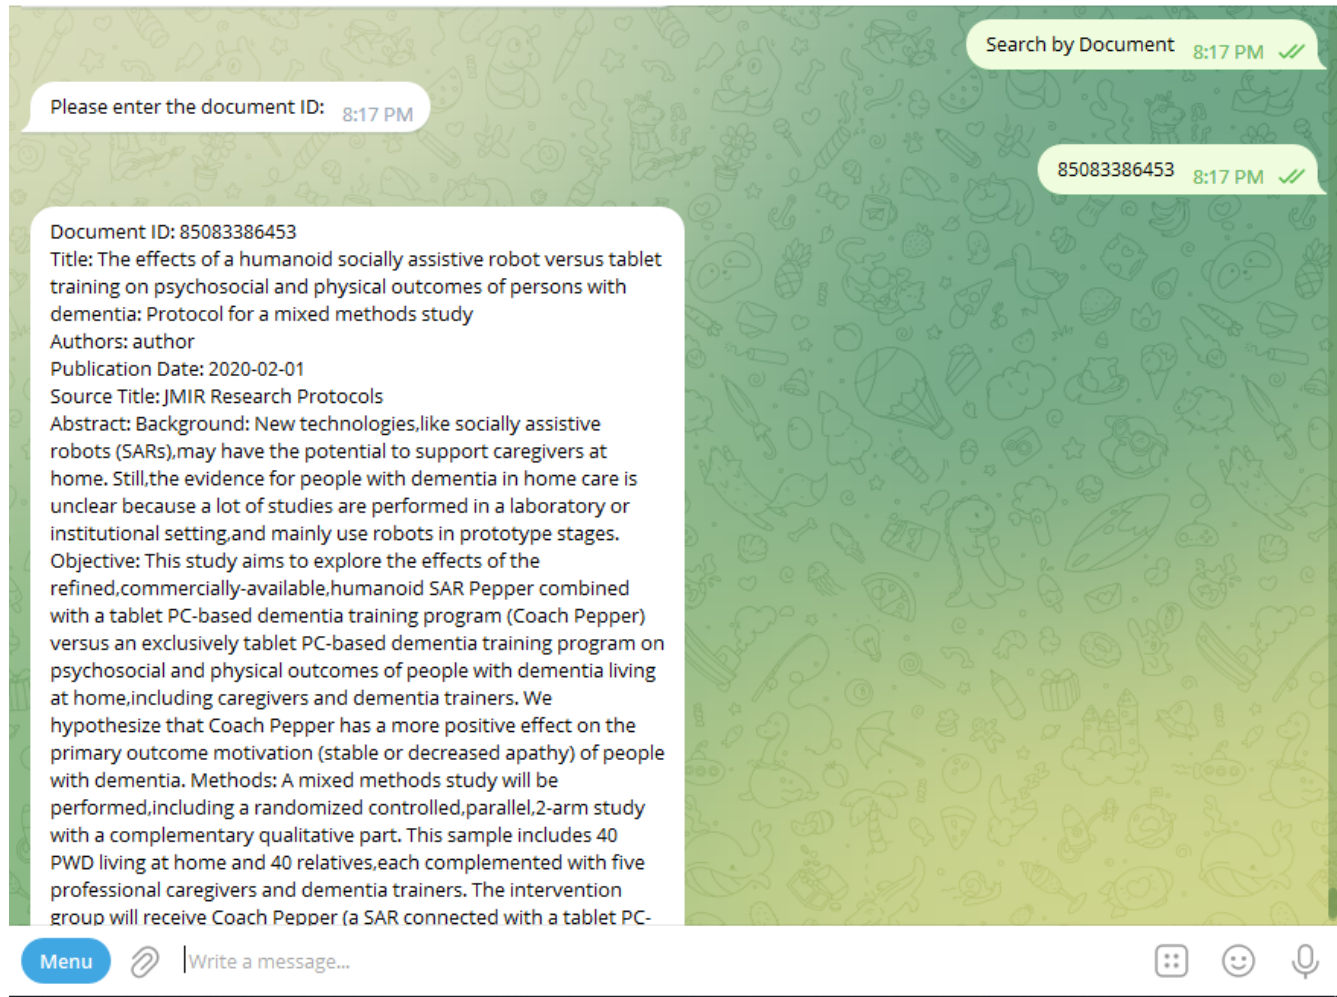 Search by Document 8:17 PM
Please enter the document ID: 8:17 PM
85083386453 8:17 PM
Document ID: 85083386453
Title: The effects of a humanoid socially assistive robot versus tablet
training on psychosocial and physical outcomes of persons with
dementia: Protocol for a mixed methods study
Authors: author
Publication Date: 2020-02-01
Source Title: JMIR Research Protocols
Abstract: Background: New technologies,like socially assistive
robots (SARs),may have the potential to support caregivers at
home. Still,the evidence for people with dementia in home care is
unclear because a lot of studies are performed in a laboratory or
institutional setting,and mainly use robots in prototype stages.
Objective: This study aims to explore the effects of the
refined,commercially-available,humanoid SAR Pepper combined
with a tablet PC-based dementia training program (Coach Pepper)
versus an exclusively tablet PC-based dementia training program on
psychosocial and physical outcomes of people with dementia living
at home,including caregivers and dementia trainers. We
hypothesize that Coach Pepper has a more positive effect on the
primary outcome motivation (stable or decreased apathy) of people
with dementia. Methods: A mixed methods study will be
performed,including a randomized controlled,parallel,2-arm study
with a complementary qualitative part. This sample includes 40
PWD living at home and 40 relatives,each complemented with five
professional caregivers and dementia trainers. The intervention
group will receive Coach Pepper (a SAR connected with a tablet PC-
Menu Write a message...